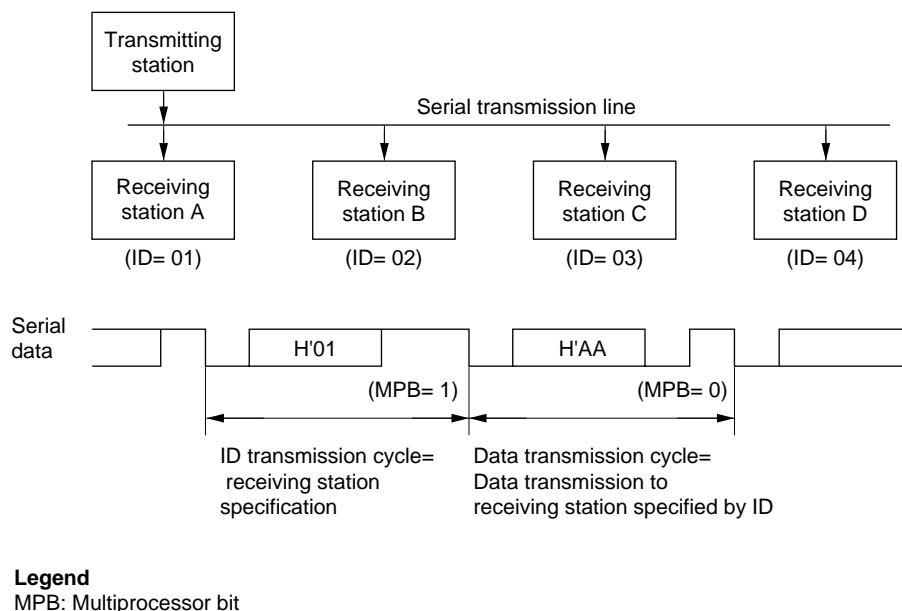 Transmitting
station
Serial transmission line
Receiving
station A
Receiving
station B
Receiving
station C
Receiving
station D
(ID= 01)
(ID= 02)
(ID= 03)
(ID= 04)
Serial
data
H'01
H'AA
(MPB= 1)
(MPB= 0)
ID transmission cycle=
receiving station
specification
Data transmission cycle=
Data transmission to
receiving station specified by ID
Legend
MPB: Multiprocessor bit